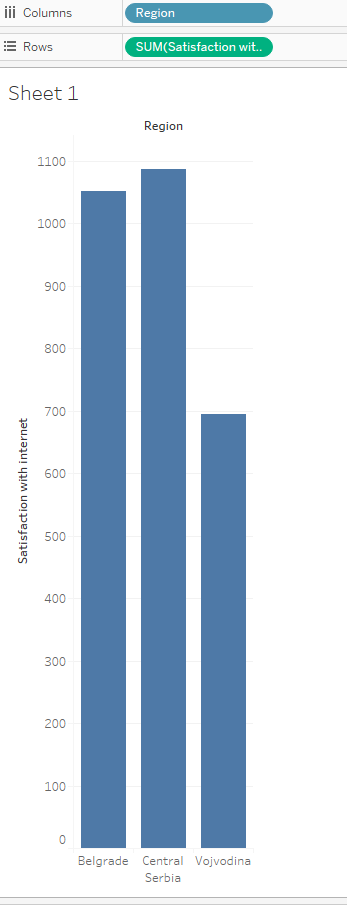 Columns
Region
Rows
SUM(Satisfaction wit..
Sheet 1
Region
1100
1000
900
800
700
600
500
400
300
200
100
0
Satisfaction with internet
Belgrade
Central
Serbia
Vojvodina